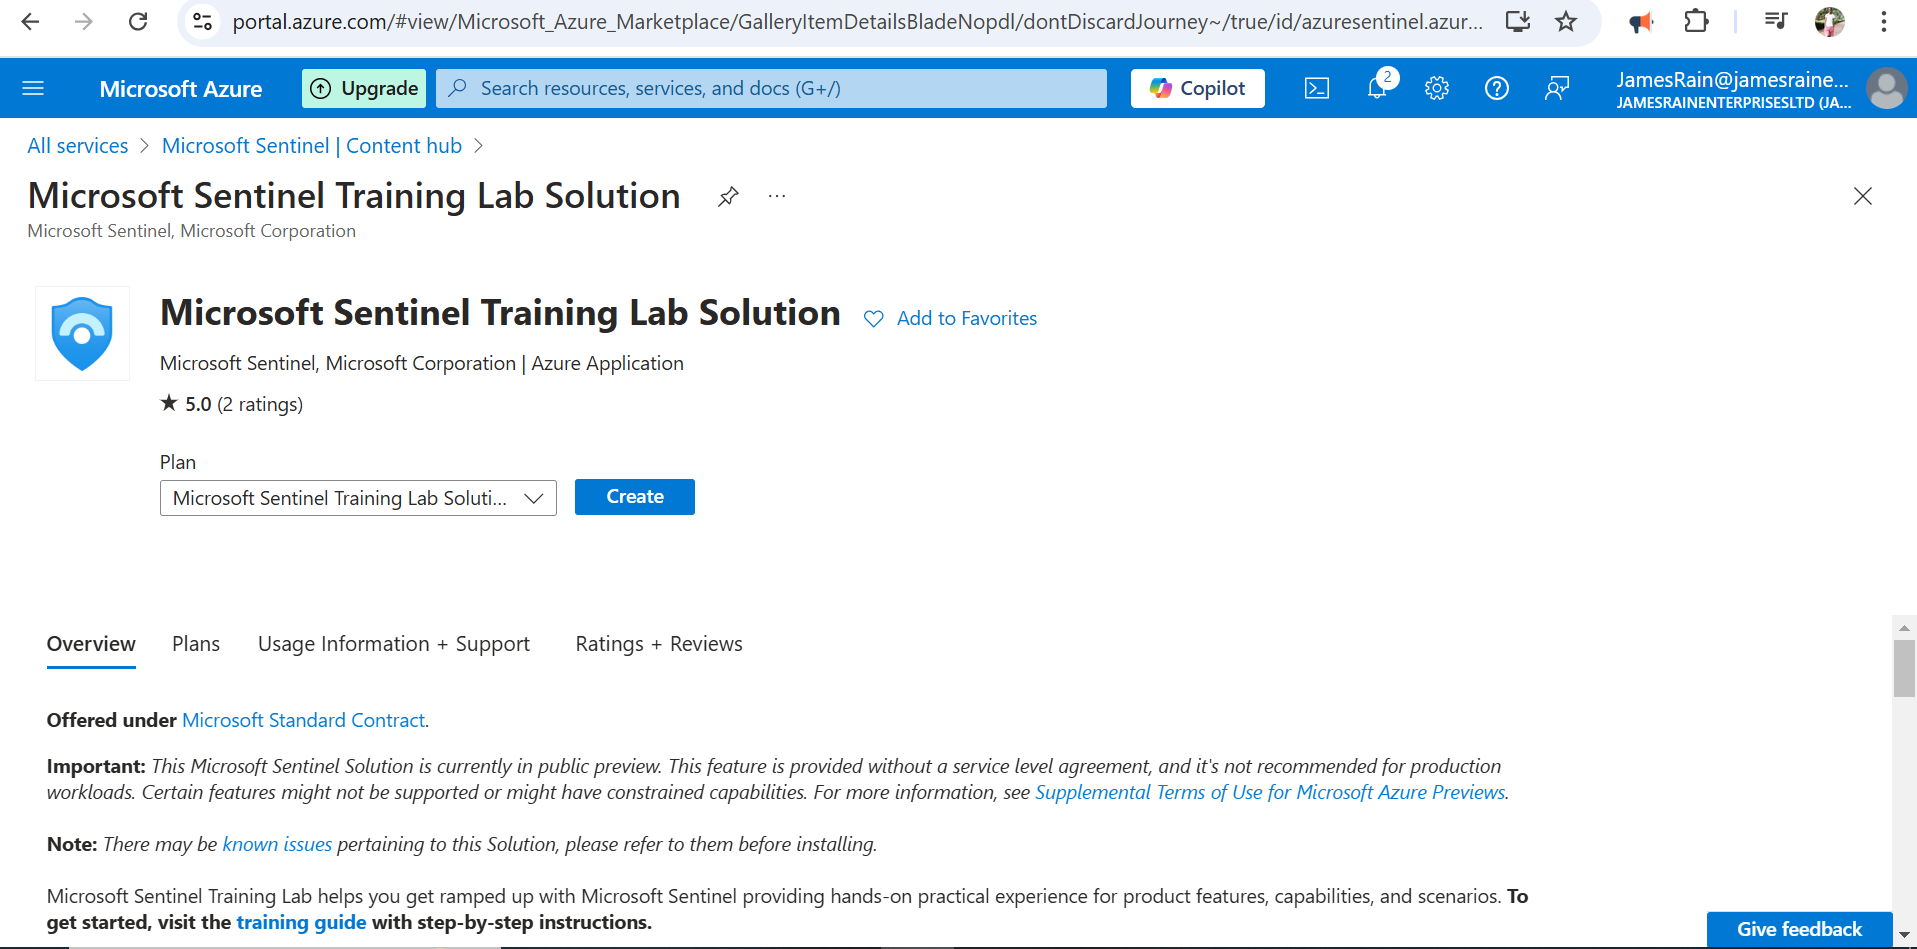 portal.azure.com/#view/Microsoft_Azure_Marketplace/GalleryItemDetailsBladeNopdl/dontDiscardJourney~/true/id/azuresentinel.azur...
Microsoft Azure
Upgrade
Search resources, services, and docs (G+/)
Copilot
2
JamesRain@jamesraine...
JAMESRAINENTERPRISESLTD (JA...
All services > Microsoft Sentinel | Content hub >
Microsoft Sentinel Training Lab Solution
...
Microsoft Sentinel, Microsoft Corporation
Microsoft Sentinel Training Lab Solution
Add to Favorites
Microsoft Sentinel, Microsoft Corporation | Azure Application
★ 5.0 (2 ratings)
Plan
Microsoft Sentinel Training Lab Soluti...
Create
Overview
Plans
Usage Information + Support
Ratings + Reviews
Offered under Microsoft Standard Contract.
Important: This Microsoft Sentinel Solution is currently in public preview. This feature is provided without a service level agreement, and it's not recommended for production
workloads. Certain features might not be supported or might have constrained capabilities. For more information, see Supplemental Terms of Use for Microsoft Azure Previews.
Note: There may be known issues pertaining to this Solution, please refer to them before installing.
Microsoft Sentinel Training Lab helps you get ramped up with Microsoft Sentinel providing hands-on practical experience for product features, capabilities, and scenarios. To
get started, visit the training guide with step-by-step instructions.
Give feedback